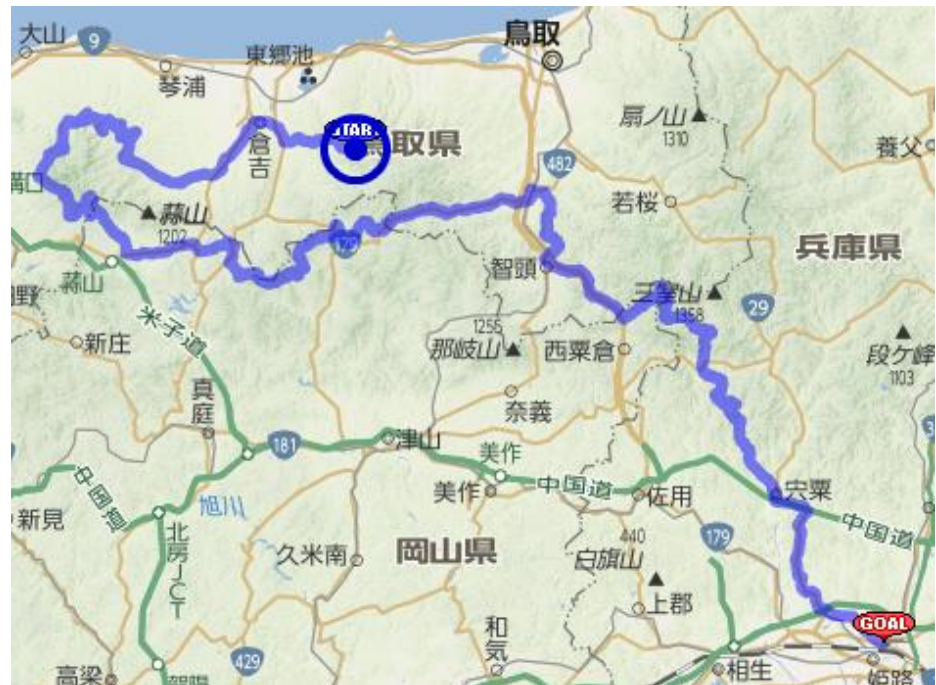 大山
9
琴浦
東郷池
鳥取
扇ノ山
1310
養父
START
鳥取県
倉吉
482
溝口
蒜山
1202
若桜
兵庫県
智頭
三室山
1358
蒜山
29
米子道
新庄
1255
那岐山
西粟倉
段ケ峰
1103
真庭
奈義
181
津山
美作
中国道
美作
中国道
佐用
宍粟
中国道
新見
旭川
北房JCT
久米南
岡山県
440
白旗山
179
上郡
和気
GOAL
高梁
429
相生
姫路